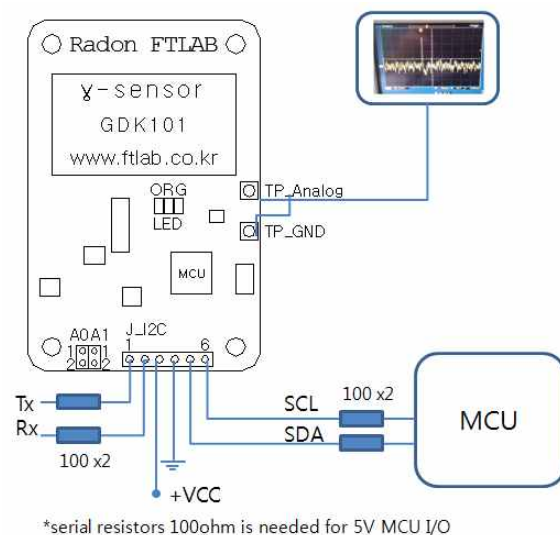 Radon FTLAB
γ-sensor
GDK101
www.ftlab.co.kr
ORG
LED
TP_Analog
TP_GND
MCU
A0A1
1 1
2 2
J_I2C
1 6
Tx
Rx
100 x2
SCL
SDA
100 x2
MCU
+VCC
*serial resistors 100ohm is needed for 5V MCU I/O